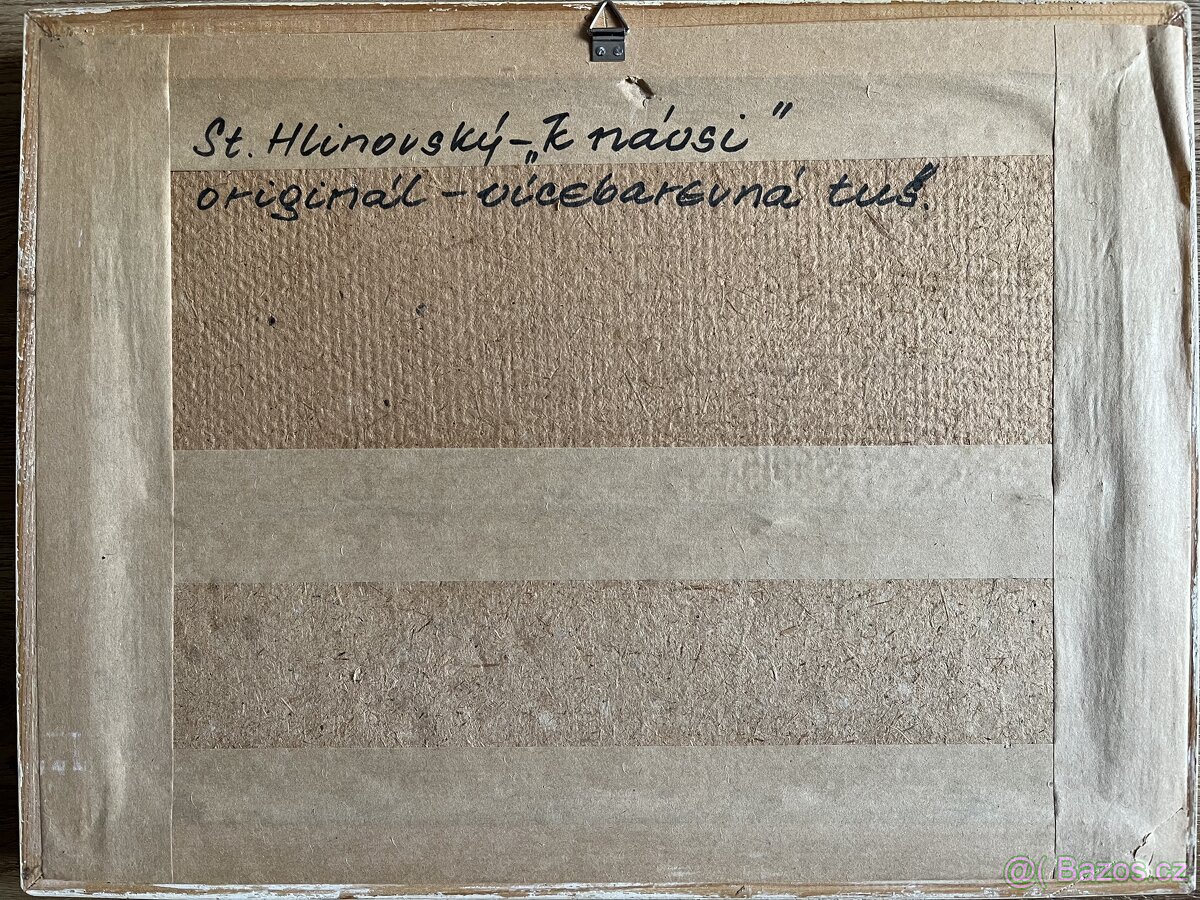 St. Hlinovský - „K návsi"
originál - vícebarevná tuš.
@( Bazos.cz